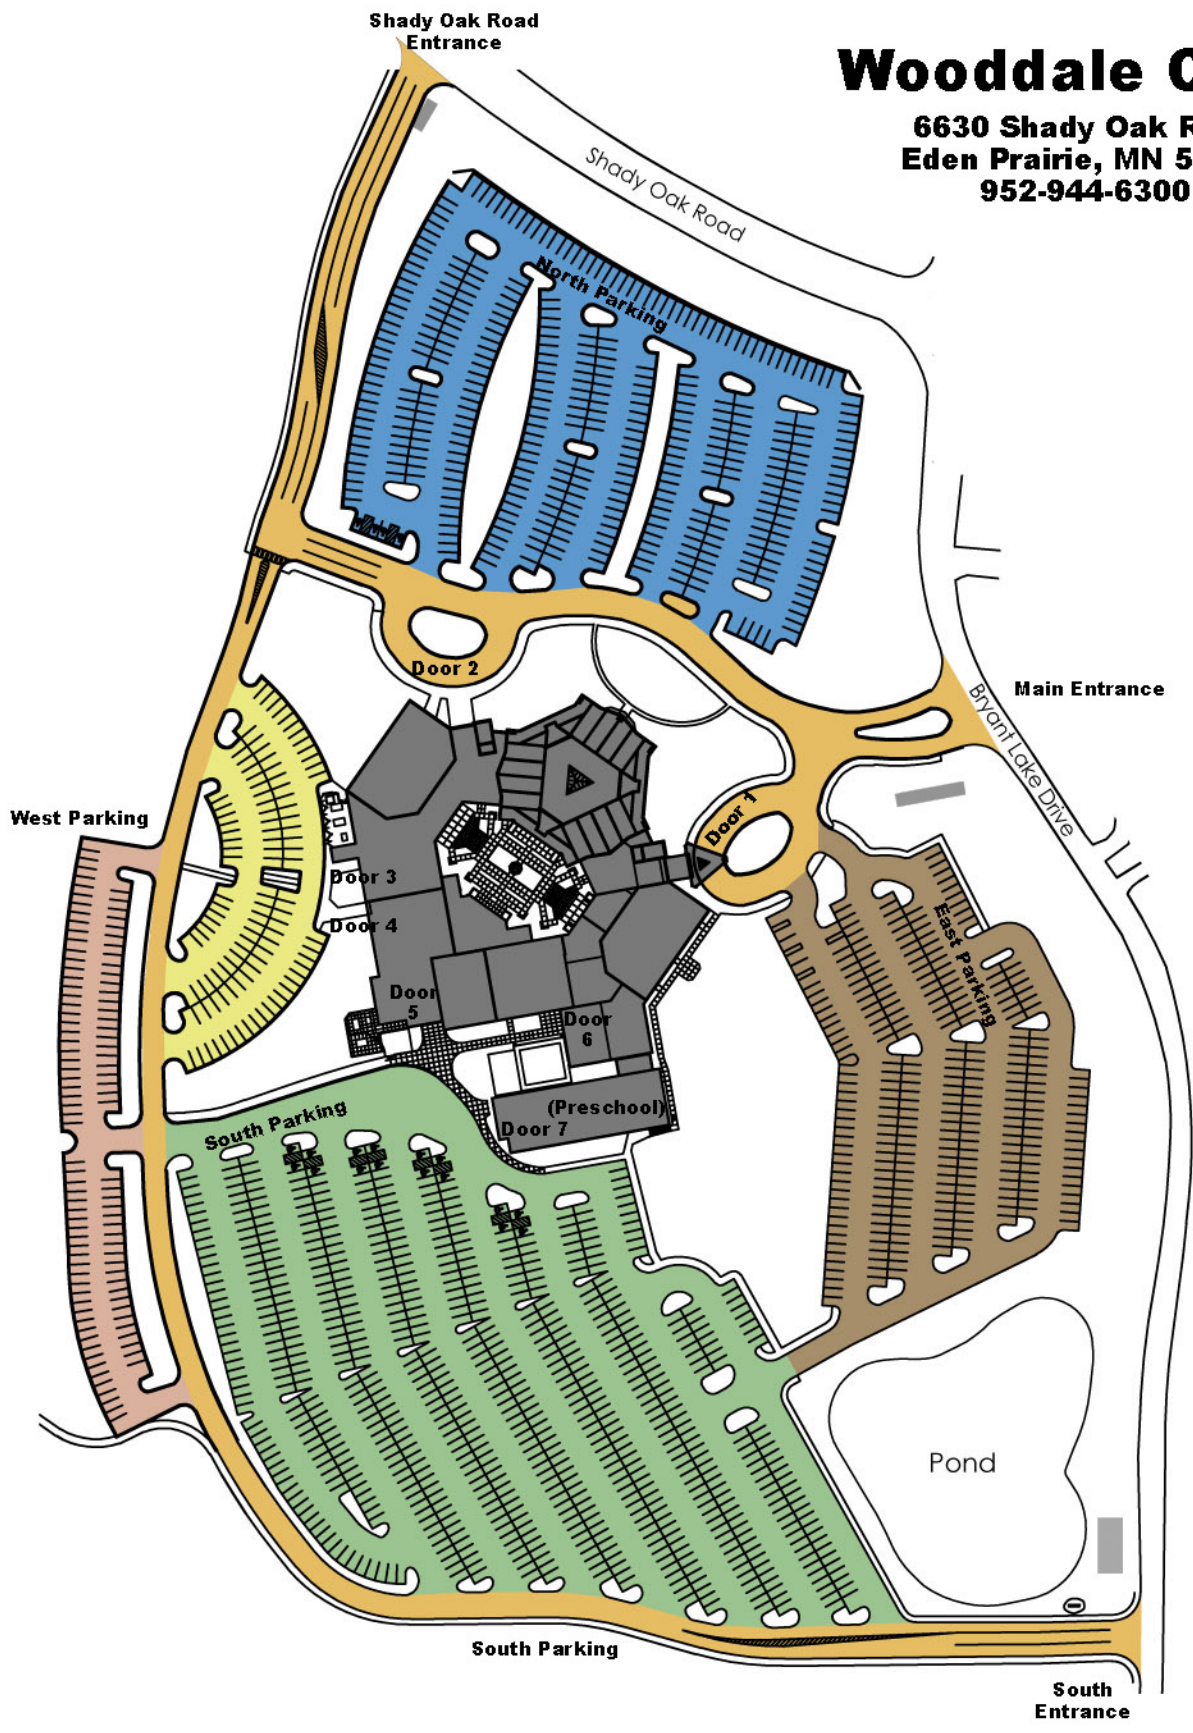 Shady Oak Road
Entrance
Wooddale
6630 Shady Oak
Eden Prairie, MN
952-944-6300
Shady Oak Road
North Parking
Door 2
Main Entrance
Bryant Lake Drive
Door 1
West Parking
Door 3
Door 4
East Parking
Door
5
Door
6
(Preschool)
Door 7
South Parking
Pond
South Parking
South
Entrance